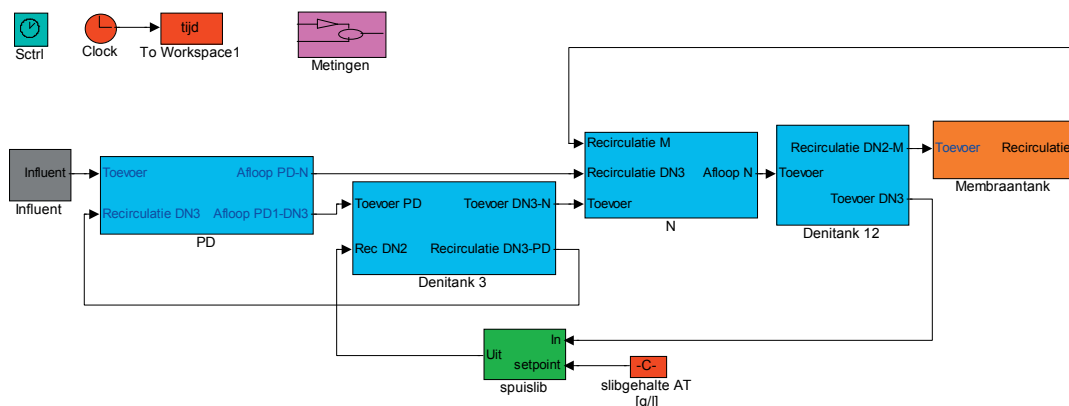 tijd
Sctrl
Clock
To Workspace1
Metingen
Influent
Influent
Toevoer
Afloop PD-N
Recirculatie DN3
Afloop PD1-DN3
PD
Toevoer PD
Toevoer DN3-N
Rec DN2
Recirculatie DN3-PD
Denitank 3
Recirculatie M
Recirculatie DN3
Afloop N
Toevoer
N
Recirculatie DN2-M
Toevoer
Toevoer DN3
Denitank 12
Toevoer
Recirculatie
Membraantank
In
Uit
setpoint
spuislib
-C-
slibgehalte AT
[g/l]